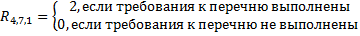 R4,7,1 = { 2, если требования к перечню выполнены
0, если требования к перечню не выполнены